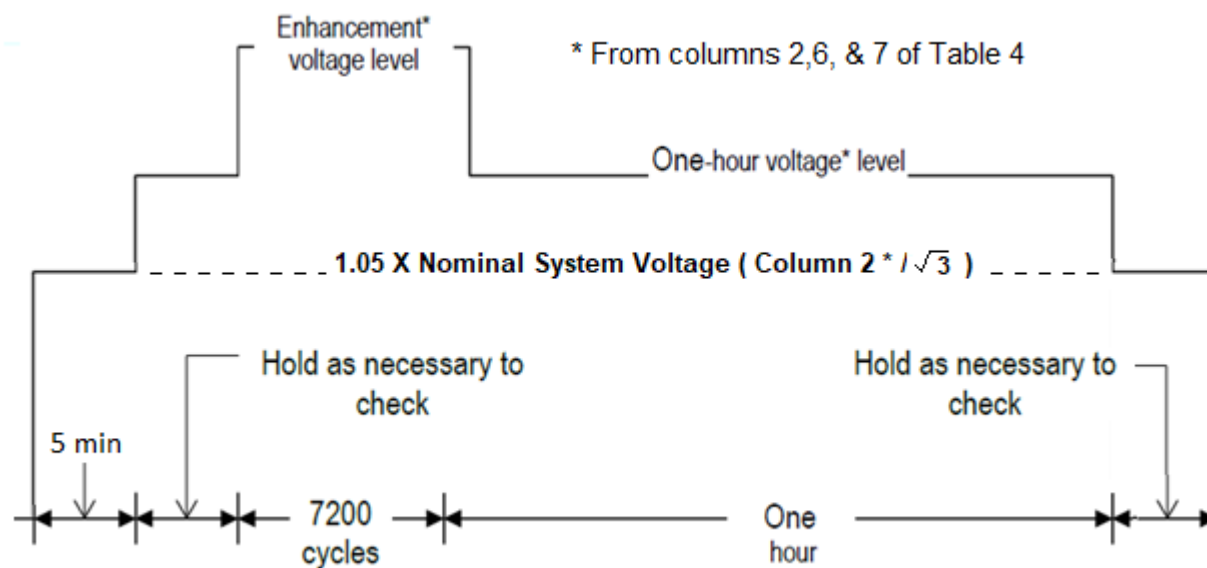 Enhancement*
voltage level
* From columns 2,6, & 7 of Table 4
One-hour voltage* level
1.05 X Nominal System Voltage ( Column 2 * / √3 )
Hold as necessary to
check
Hold as necessary to
check
5 min
7200
cycles
One
hour